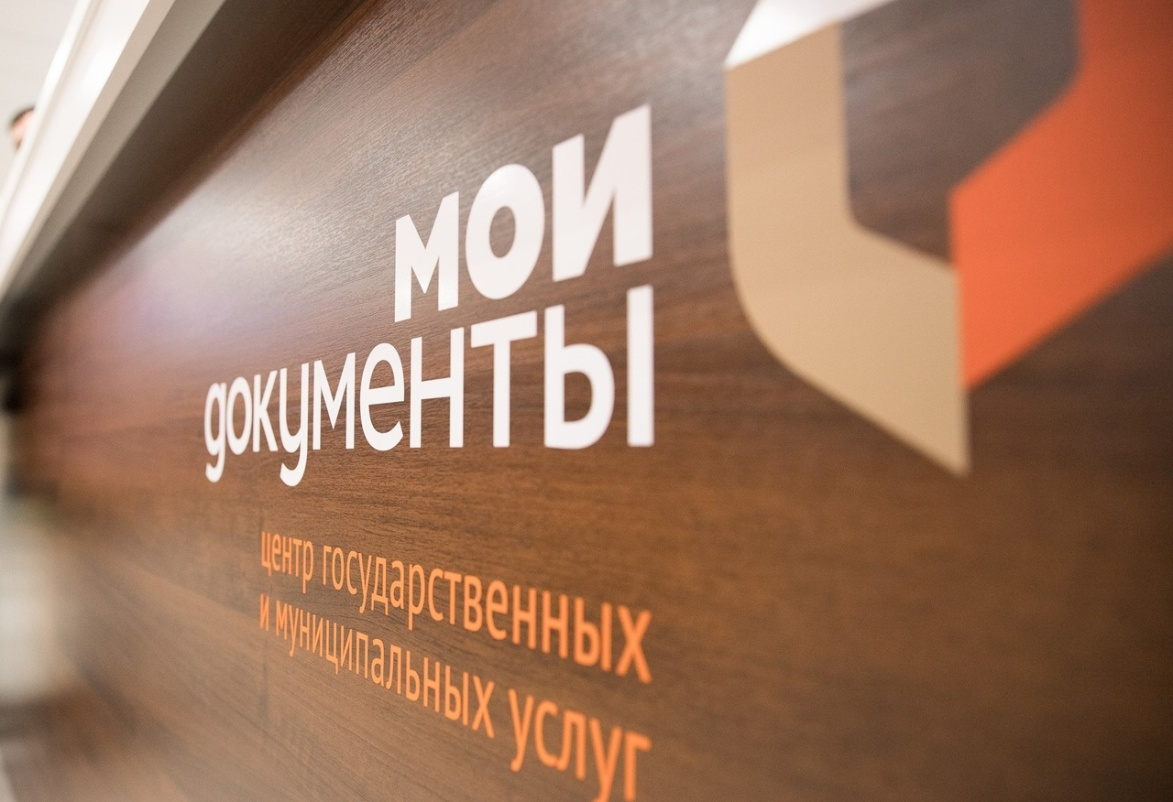 мои
документы
центр государственных
и муниципальных услуг